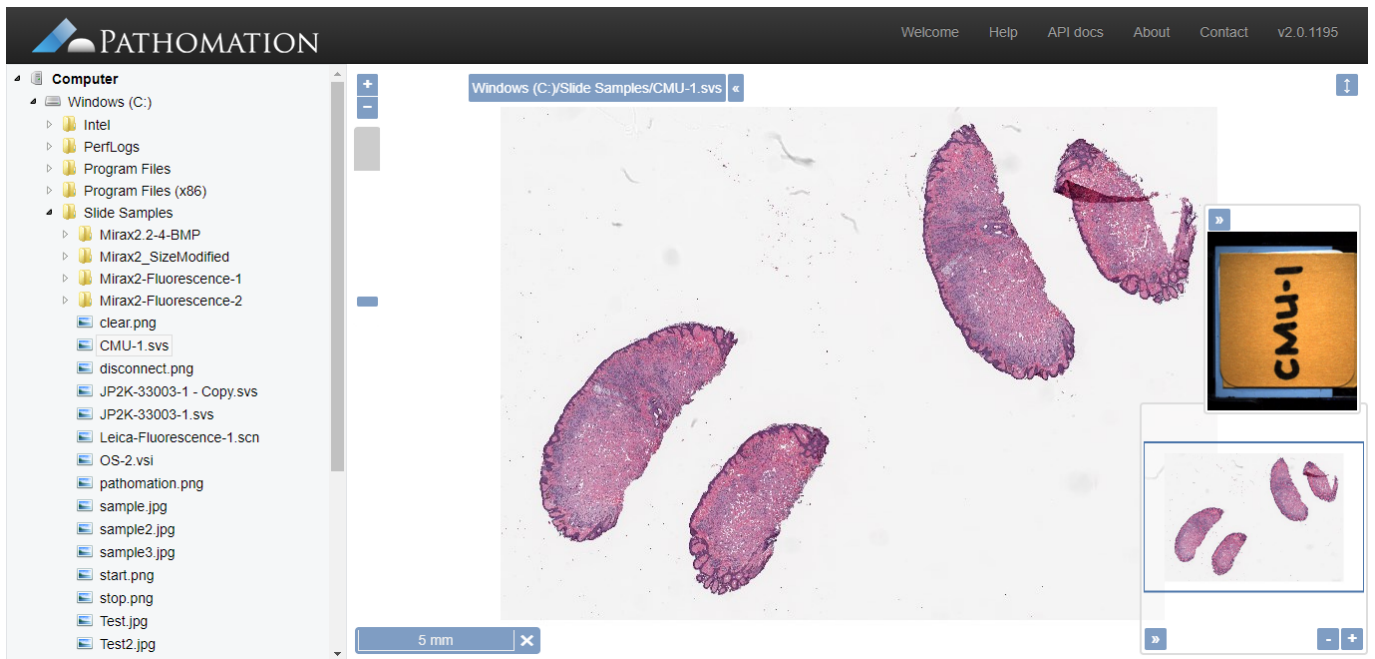 PATHOMATION
Welcome Help API docs About Contact v2.0.1195
Computer
Windows (C:)
Intel
PerfLogs
Program Files
Program Files (x86)
Slide Samples
Mirax2.2-4-BMP
Mirax2_SizeModified
Mirax2-Fluorescence-1
Mirax2-Fluorescence-2
clear.png
CMU-1.svs
disconnect.png
JP2K-33003-1 - Copy.svs
JP2K-33003-1.svs
Leica-Fluorescence-1.scn
OS-2.vsi
pathomation.png
sample.jpg
sample2.jpg
sample3.jpg
start.png
stop.png
Test.jpg
Test2.jpg
+
−
Windows (C:)/Slide Samples/CMU-1.svs «
»
CMU-1
5 mm ✕
» - +